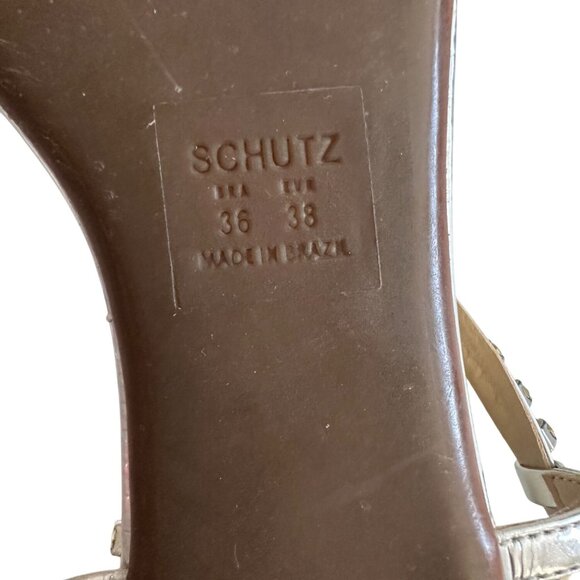 SCHUTZ
BRA EUR
36 38
MADE IN BRAZIL